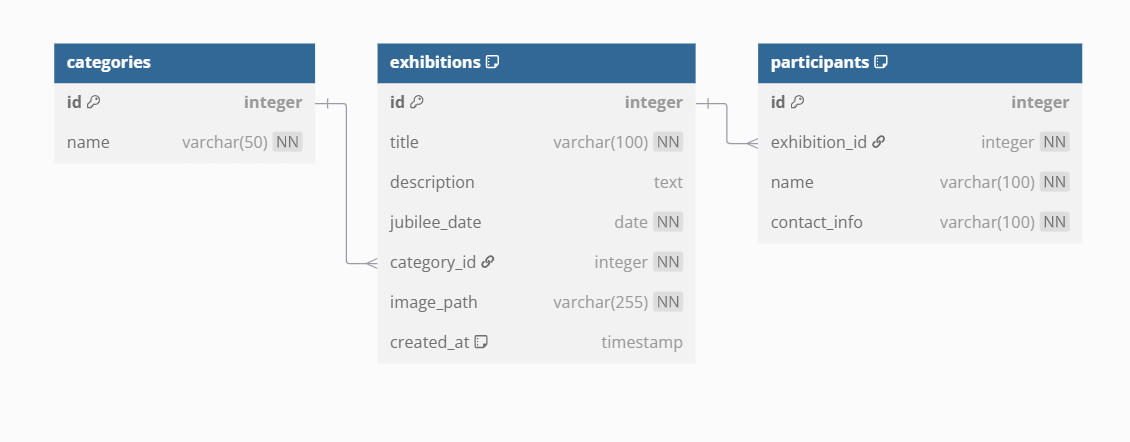 categories
id integer
name varchar(50) NN
exhibitions
id integer
title varchar(100) NN
description text
jubilee_date date NN
category_id integer NN
image_path varchar(255) NN
created_at timestamp
participants
id integer
exhibition_id integer NN
name varchar(100) NN
contact_info varchar(100) NN